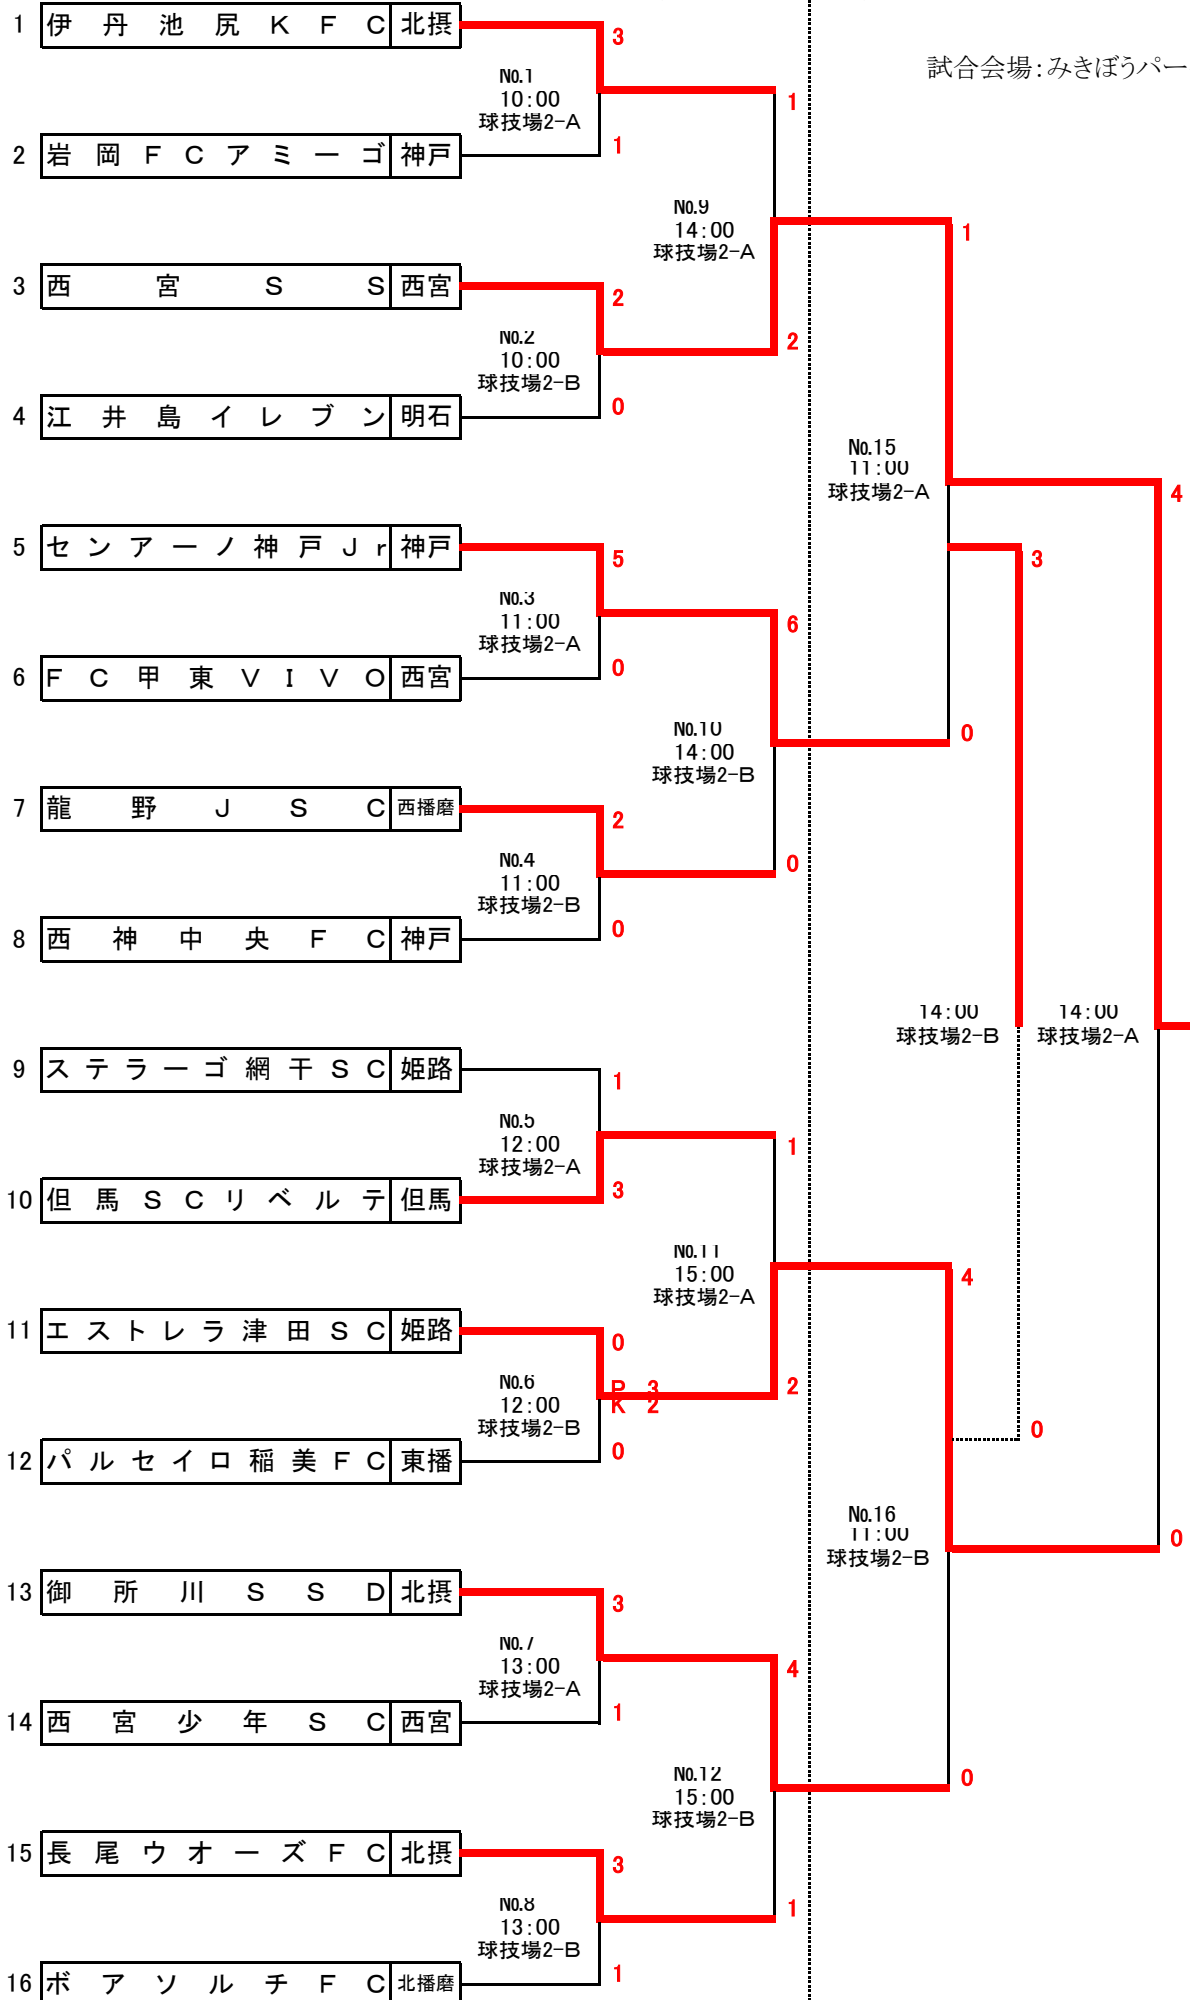 試合会場：みきぼうパー
1 伊丹池尻KFC 北摂
3
No.1
10:00
球技場2-A
1
1
2 岩岡FCアミーゴ 神戸
No.9
14:00
球技場2-A
1
3 西宮SS 西宮
2
No.2
10:00
球技場2-B
2
0
4 江井島イレブン 明石
No.15
11:00
球技場2-A
4
5 センアーノ神戸Jr 神戸
5
3
No.3
11:00
球技場2-A
6
0
6 FC甲東VIVO 西宮
No.10
14:00
球技場2-B
0
7 龍野JSC 西播磨
2
No.4
11:00
球技場2-B
0
0
8 西神中央FC 神戸
14:00
球技場2-B
14:00
球技場2-A
9 ステラーゴ網干SC 姫路
1
No.5
12:00
球技場2-A
1
3
10 但馬SCリベルテ 但馬
No.11
15:00
球技場2-A
4
11 エストレラ津田SC 姫路
0
No.6
12:00
球技場2-B
P 3
K 2
2
0
0
12 パルセイロ稲美FC 東播
No.16
11:00
球技場2-B
0
13 御所川SSD 北摂
3
No.7
13:00
球技場2-A
4
1
14 西宮少年SC 西宮
No.12
15:00
球技場2-B
0
15 長尾ウオーズFC 北摂
3
No.8
13:00
球技場2-B
1
1
16 ボアソルチFC 北播磨